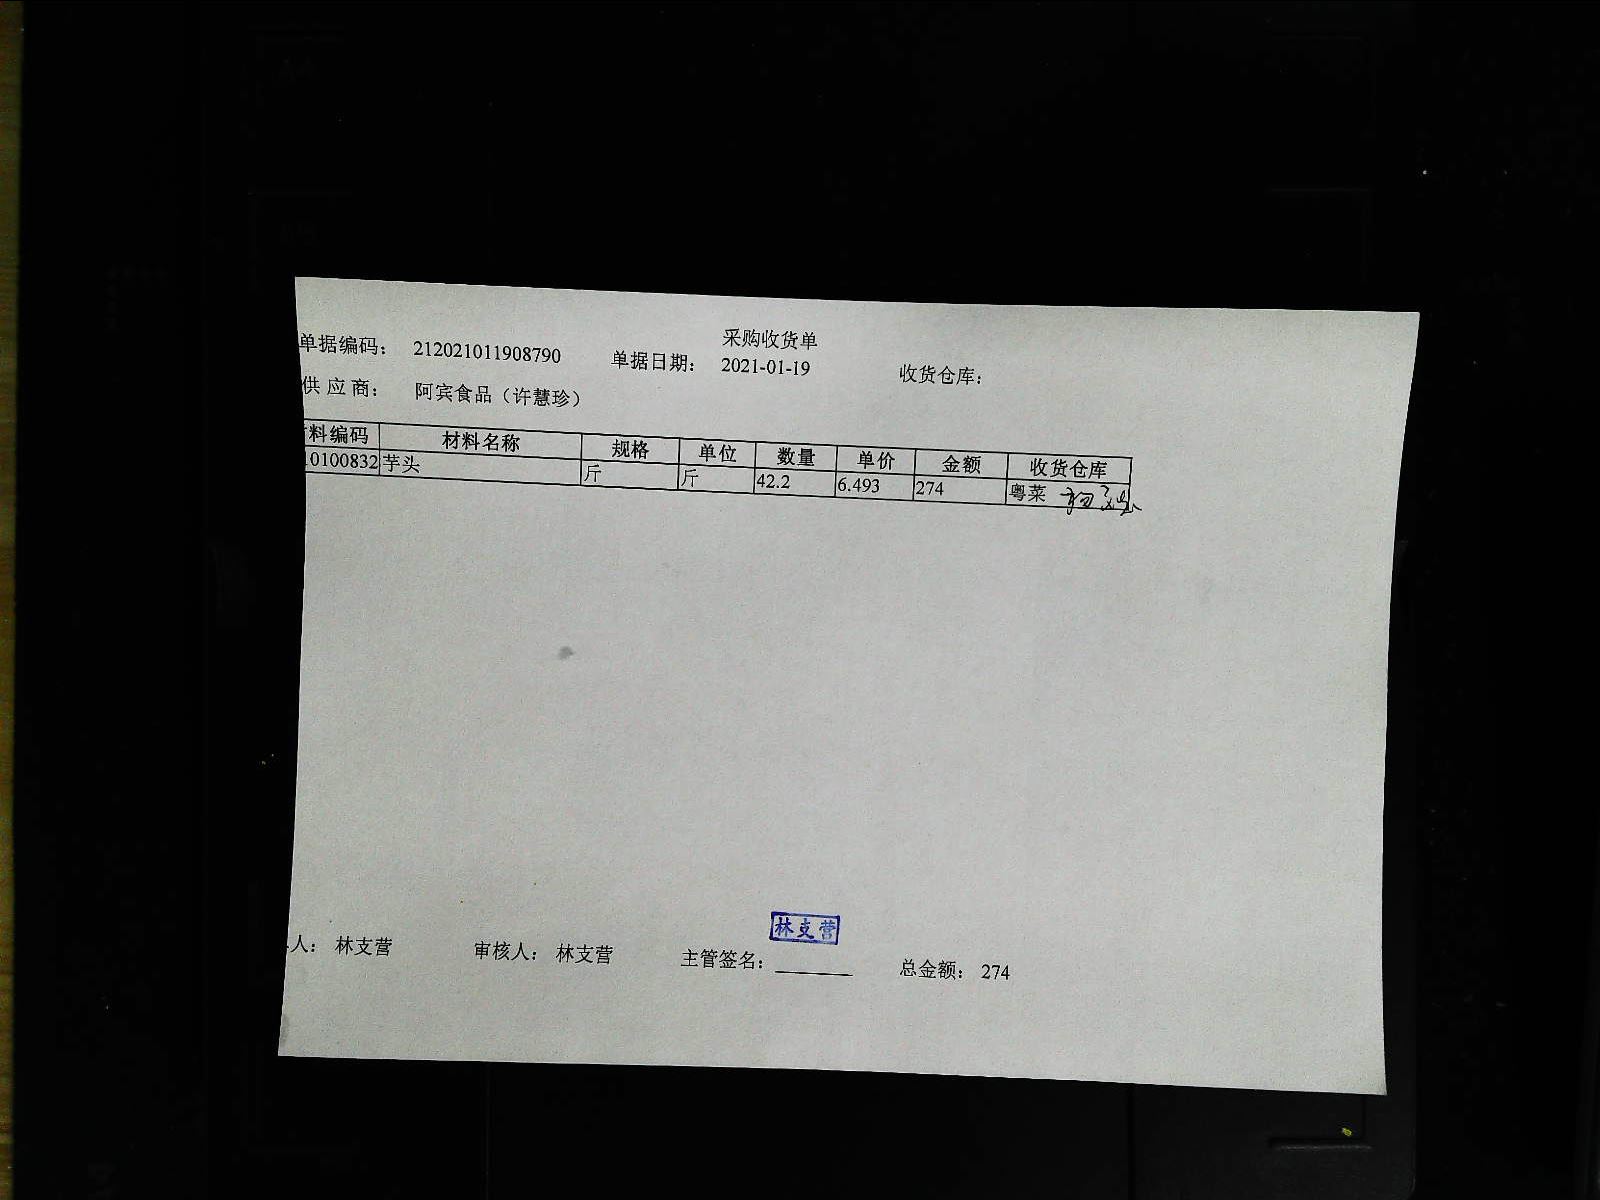 采购收货单
单据编码: 212021011908790 单据日期: 2021-01-19 收货仓库:
供应商: 阿宾食品（许慧珍）
料编码 材料名称 规格 单位 数量 单价 金额 收货仓库
0100832 芋头 斤 斤 42.2 6.493 274 粤菜
林支营
人: 林支营 审核人: 林支营 主管签名: 总金额: 274